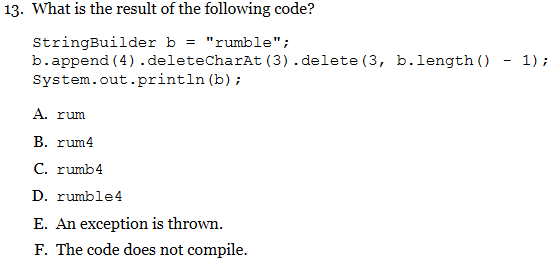 13. What is the result of the following code?
StringBuilder b = "rumble";
b.append(4).deleteCharAt(3).delete(3, b.length() - 1);
System.out.println(b);
A. rum
B. rum4
C. rumb4
D. rumble4
E. An exception is thrown.
F. The code does not compile.